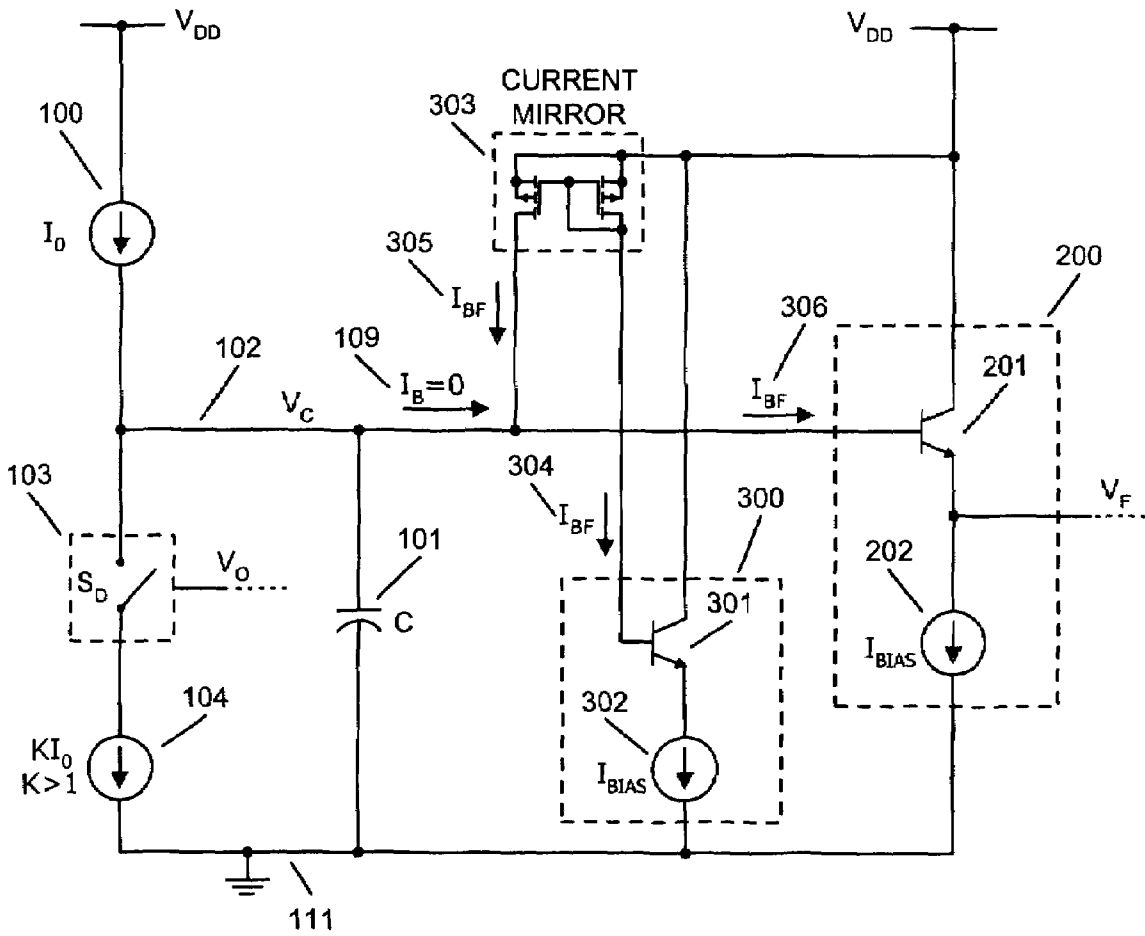 V_DD
V_DD
CURRENT
MIRROR
303
100
I_0
305
I_BF
200
306
109
I_B=0
102
V_C
I_BF
201
103
304
I_BF
300
V_F
S_D
V_O
101
C
202
301
I_BIAS
104
302
KI_0
K>1
I_BIAS
111